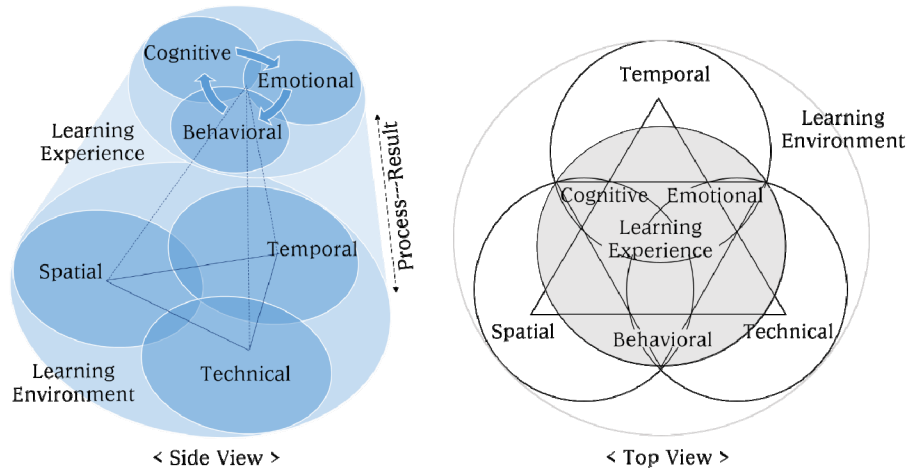 Cognitive
Emotional
Behavioral
Learning
Experience
Process---Result
Spatial
Temporal
Technical
Learning
Environment
< Side View >
Temporal
Learning
Environment
Cognitive
Emotional
Learning
Experience
Spatial
Behavioral
Technical
< Top View >